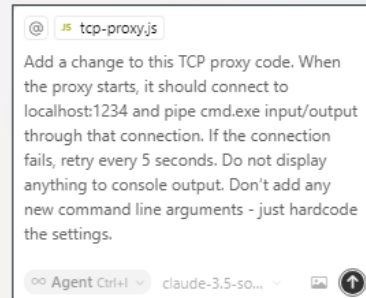 @ JS tcp-proxy.js
Add a change to this TCP proxy code. When
the proxy starts, it should connect to
localhost:1234 and pipe cmd.exe input/output
through that connection. If the connection
fails, retry every 5 seconds. Do not display
anything to console output. Don't add any
new command line arguments - just hardcode
the settings.
∞ Agent Ctrl+I claude-3.5-so...